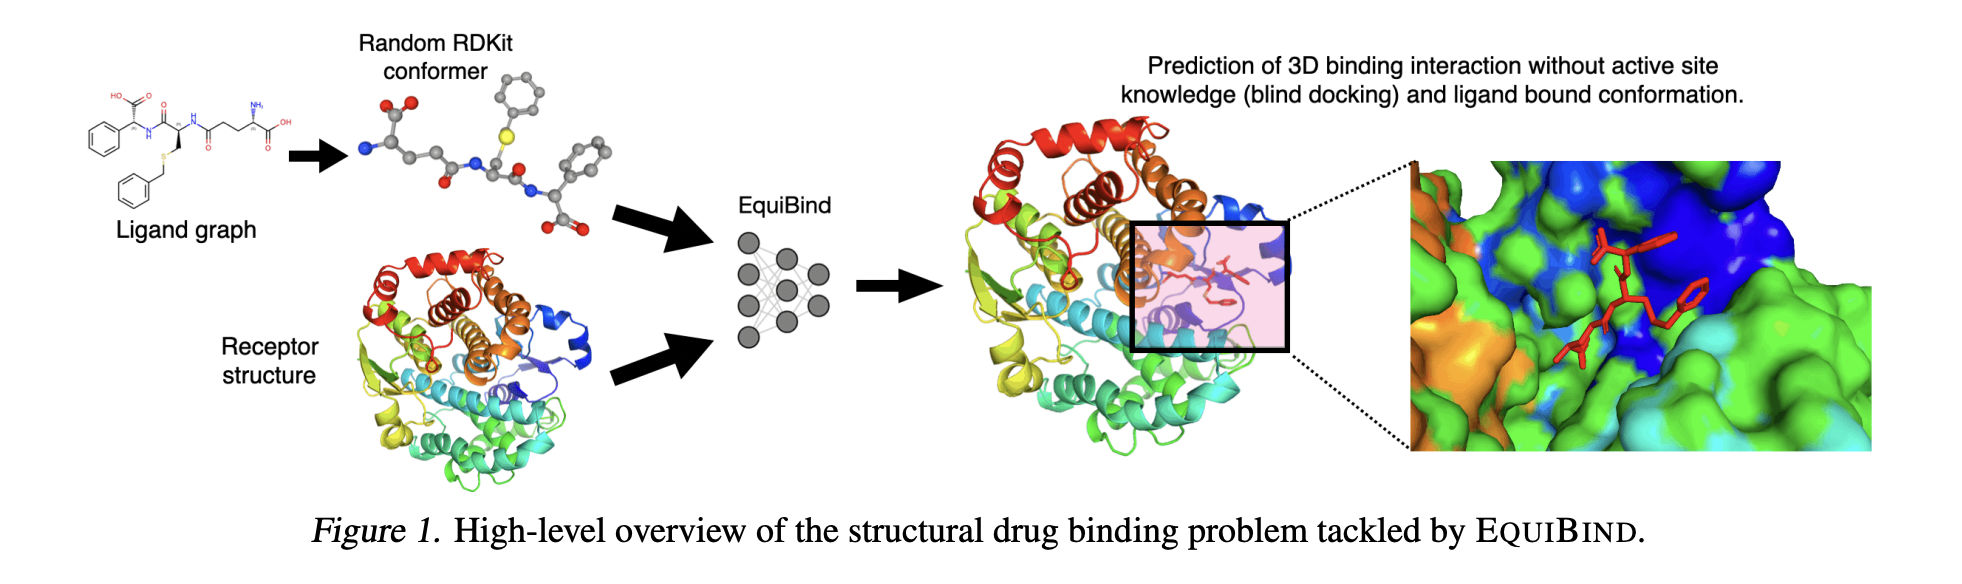 Random RDKit
conformer
HO
O
O
H
N
NH₂
OH
N
H
O
O
S
Ligand graph
Receptor
structure
EquiBind
Prediction of 3D binding interaction without active site
knowledge (blind docking) and ligand bound conformation.
Figure 1. High-level overview of the structural drug binding problem tackled by EQUIBIND.